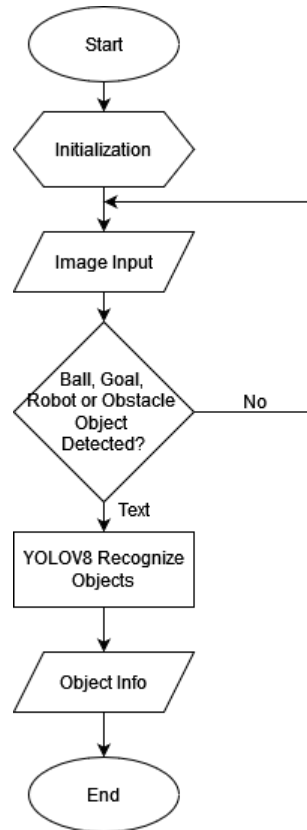 Start
Initialization
Image Input
Ball, Goal,
Robot or Obstacle
Object
Detected?
No
Text
YOLOV8 Recognize
Objects
Object Info
End